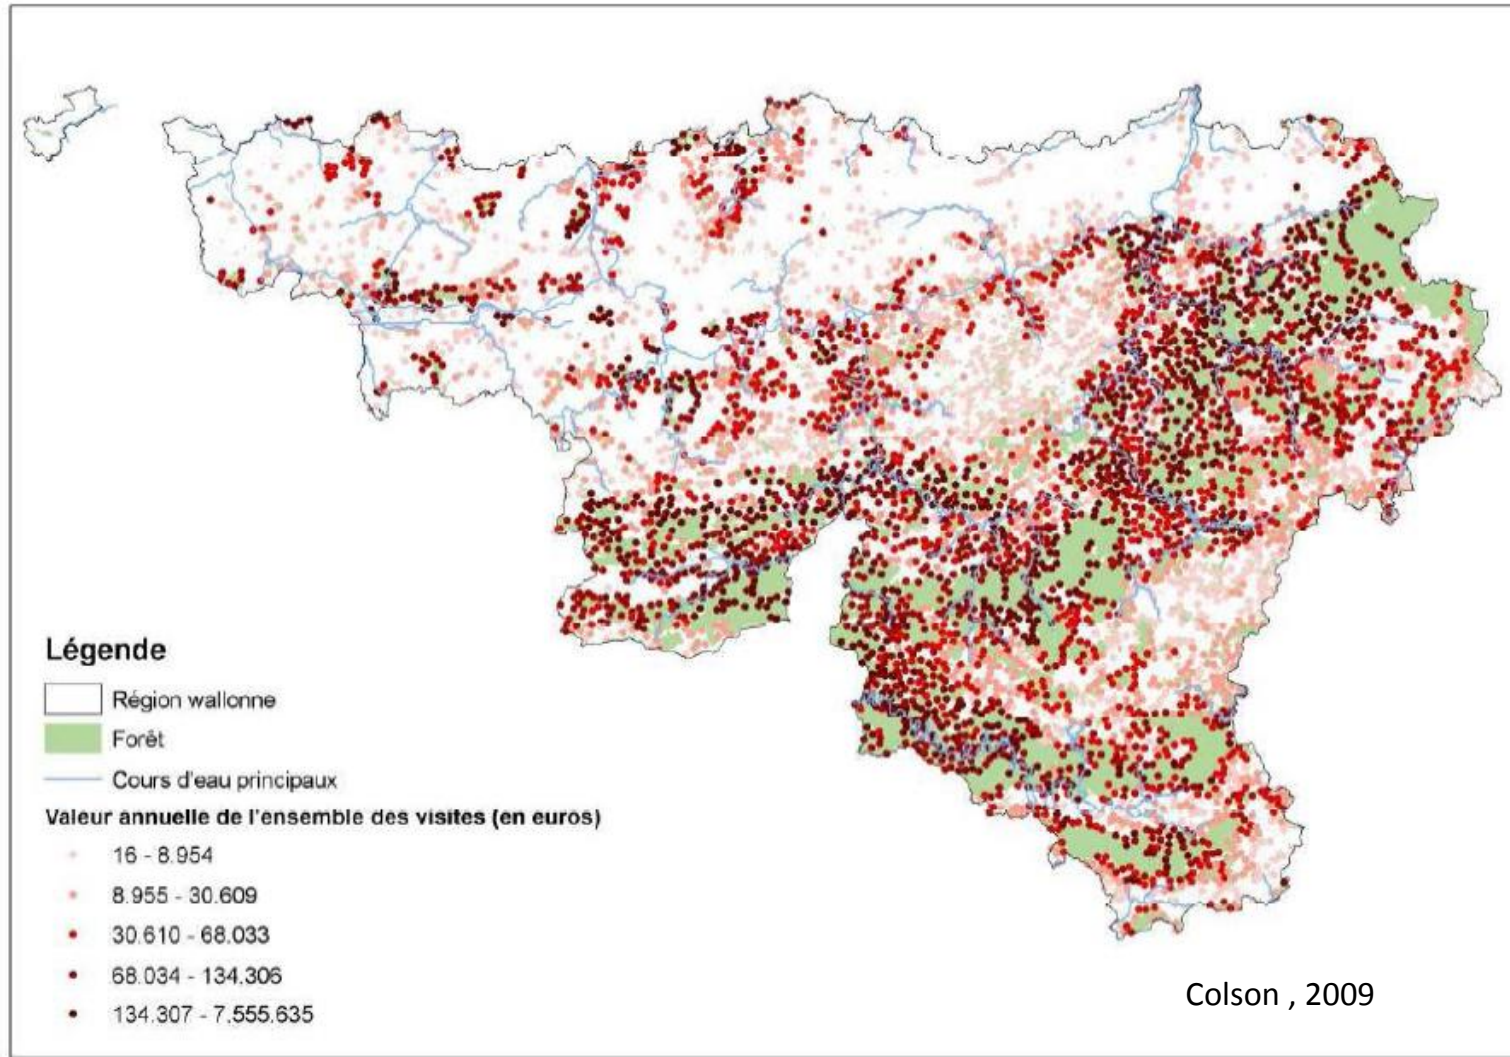 Légende
Région wallonne
Forêt
Cours d'eau principaux
Valeur annuelle de l'ensemble des visites (en euros)
16 - 8.954
8.955 - 30.609
30.610 - 68.033
68.034 - 134.306
134.307 - 7.555.635
Colson , 2009